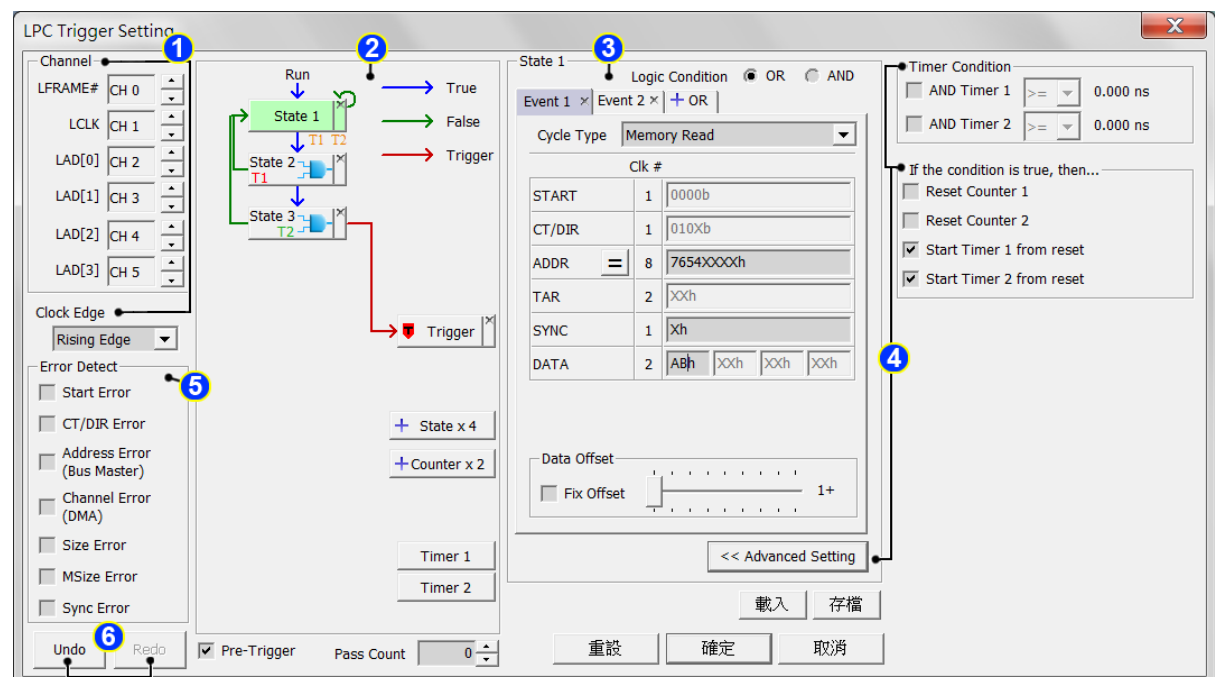 LPC Trigger Setting
X
1
2
3
4
5
6
Channel
LFRAME# CH 0
LCLK CH 1
LAD[0] CH 2
LAD[1] CH 3
LAD[2] CH 4
LAD[3] CH 5
Clock Edge
Rising Edge
Error Detect
Start Error
CT/DIR Error
Address Error
(Bus Master)
Channel Error
(DMA)
Size Error
MSize Error
Sync Error
Undo Redo
Run
True
False
Trigger
State 1
T1 T2
State 2
T1
State 3
T2
T Trigger
+ State x 4
+ Counter x 2
Timer 1
Timer 2
Pre-Trigger Pass Count 0
State 1
Logic Condition OR AND
Event 1 × Event 2 × + OR
Cycle Type Memory Read
Clk #
START 1 0000b
CT/DIR 1 010Xb
ADDR = 8 7654XXXXh
TAR 2 XXh
SYNC 1 Xh
DATA 2 ABh XXh XXh XXh
Data Offset
Fix Offset 1+
<< Advanced Setting
載入 存檔
重設 確定 取消
Timer Condition
AND Timer 1 >= 0.000 ns
AND Timer 2 >= 0.000 ns
If the condition is true, then...
Reset Counter 1
Reset Counter 2
Start Timer 1 from reset
Start Timer 2 from reset